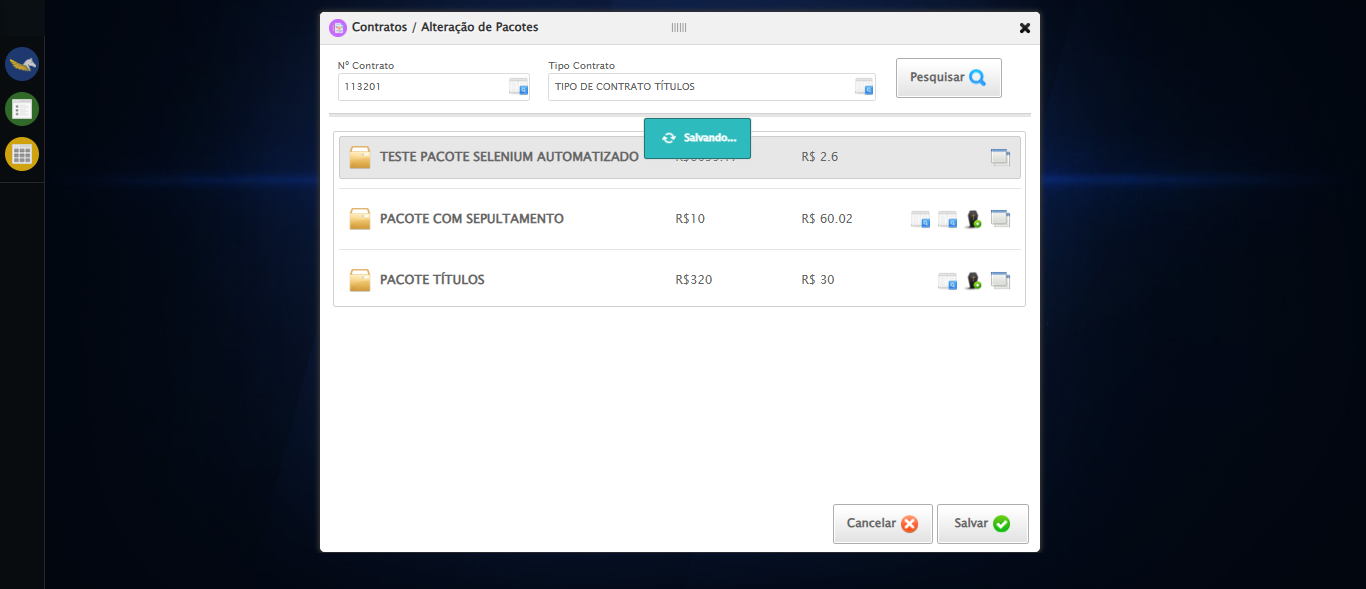 Contratos / Alteração de Pacotes
Nº Contrato
Tipo Contrato
113201
TIPO DE CONTRATO TÍTULOS
Pesquisar
Salvando...
TESTE PACOTE SELENIUM AUTOMATIZADO
R$ 2.6
PACOTE COM SEPULTAMENTO
R$10
R$ 60.02
PACOTE TÍTULOS
R$320
R$ 30
Cancelar
Salvar